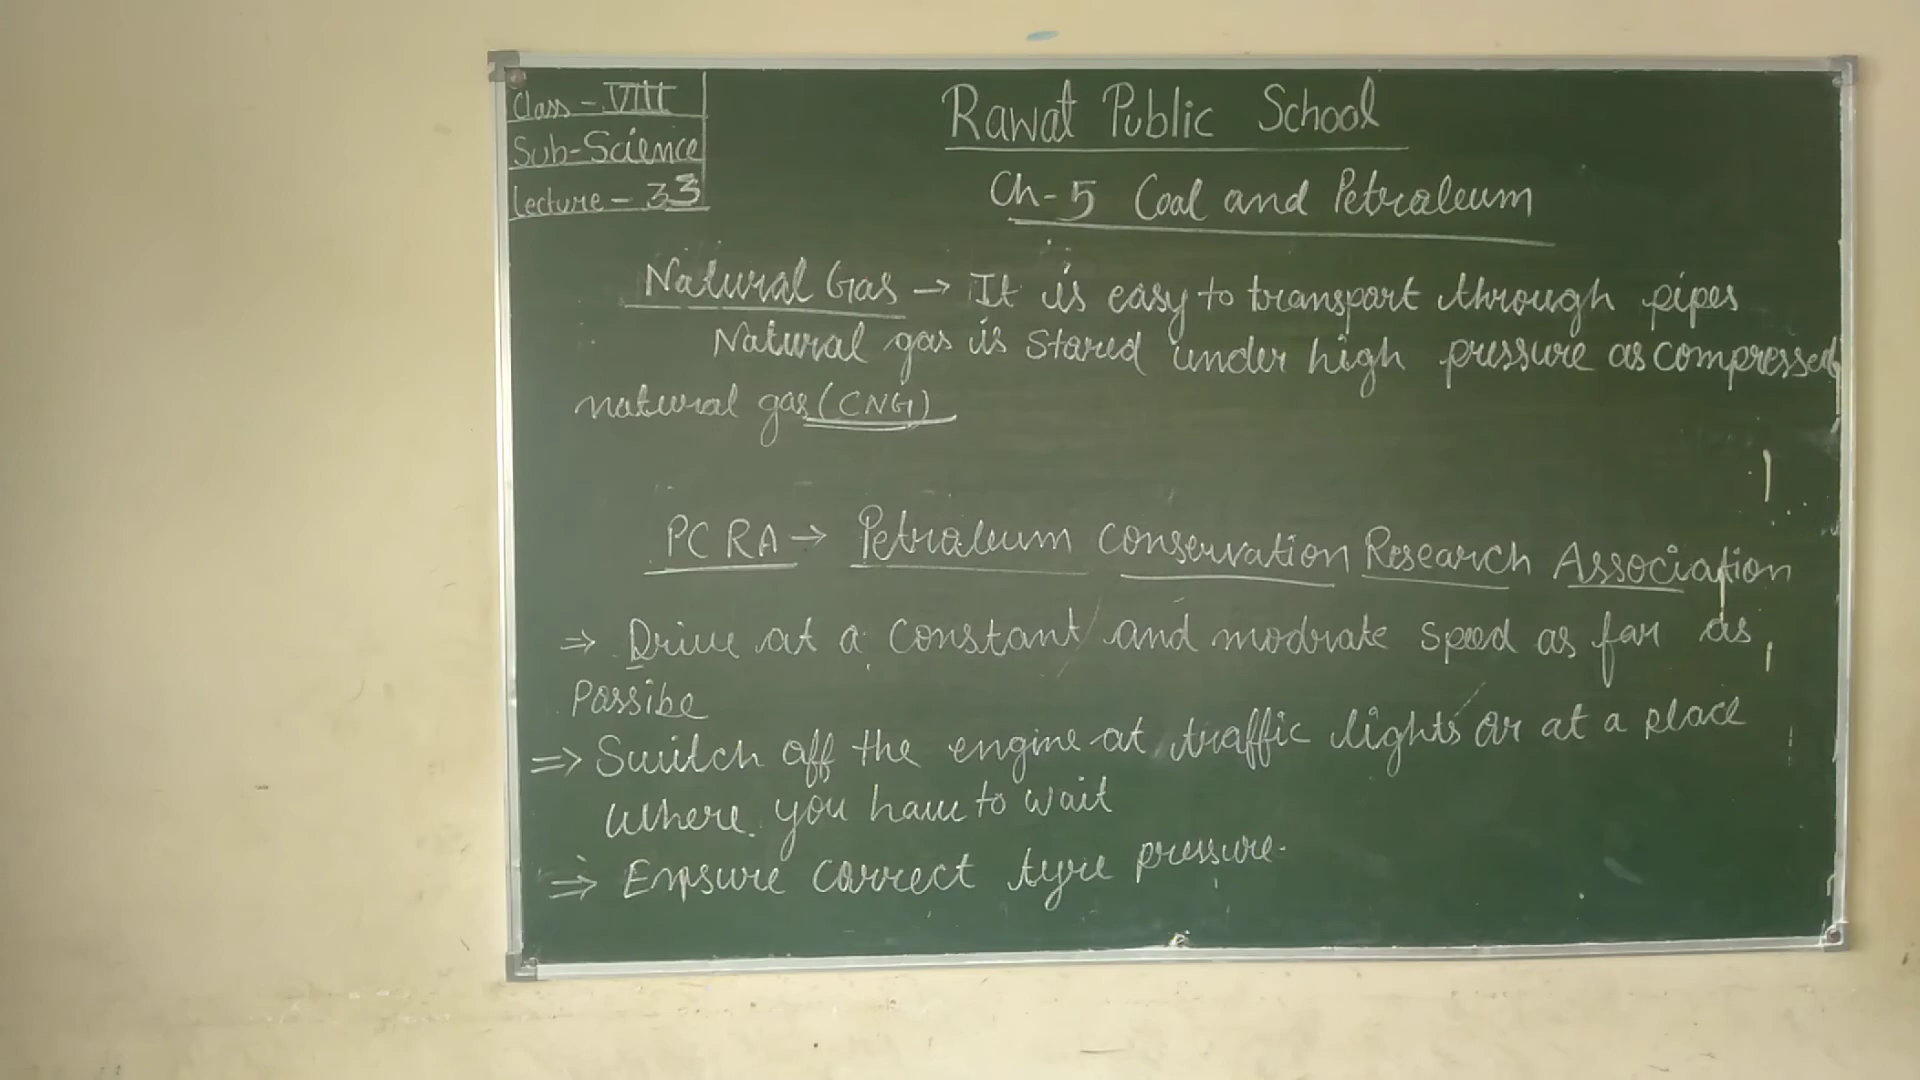 Class - VIII
Sub-Science
Lecture - 33
Rawat Public School
Ch-5 Coal and Petroleum
Natural Gas → It is easy to transport through pipes
Natural gas is stored under high pressure as compressed
natural gas (CNG)
PCRA → Petroleum Conservation Research Association
⇒ Drive at a constant and modrate speed as far as
Possibe
⇒ Switch off the engine at traffic lights or at a place
where you have to wait
⇒ Enpsure correct tyre pressure.